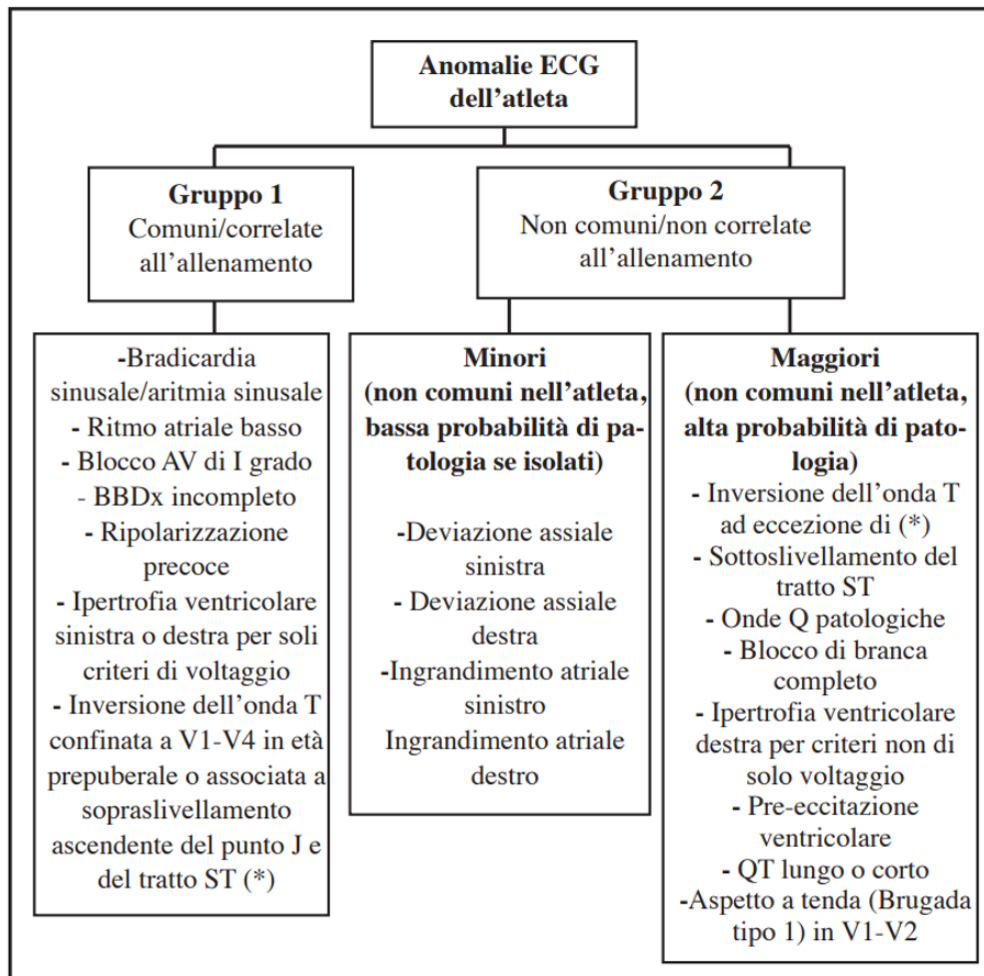 Anomalie ECG
dell’atleta
Gruppo 1
Comuni/correlate
all’allenamento
Gruppo 2
Non comuni/non correlate
all’allenamento
-Bradicardia
sinusale/aritmia sinusale
- Ritmo atriale basso
- Blocco AV di I grado
- BBDx incompleto
- Ripolarizzazione
precoce
- Ipertrofia ventricolare
sinistra o destra per soli
criteri di voltaggio
- Inversione dell’onda T
confinata a V1-V4 in età
prepuberale o associata a
sopraslivellamento
ascendente del punto J e
del tratto ST (*)
Minori
(non comuni nell’atleta,
bassa probabilità di pa-
tologia se isolati)
-Deviazione assiale
sinistra
- Deviazione assiale
destra
-Ingrandimento atriale
sinistro
Ingrandimento atriale
destro
Maggiori
(non comuni nell’atleta,
alta probabilità di pato-
logia)
- Inversione dell’onda T
ad eccezione di (*)
- Sottoslivellamento del
tratto ST
- Onde Q patologiche
- Blocco di branca
completo
- Ipertrofia ventricolare
destra per criteri non di
solo voltaggio
- Pre-eccitazione
ventricolare
- QT lungo o corto
-Aspetto a tenda (Brugada
tipo 1) in V1-V2